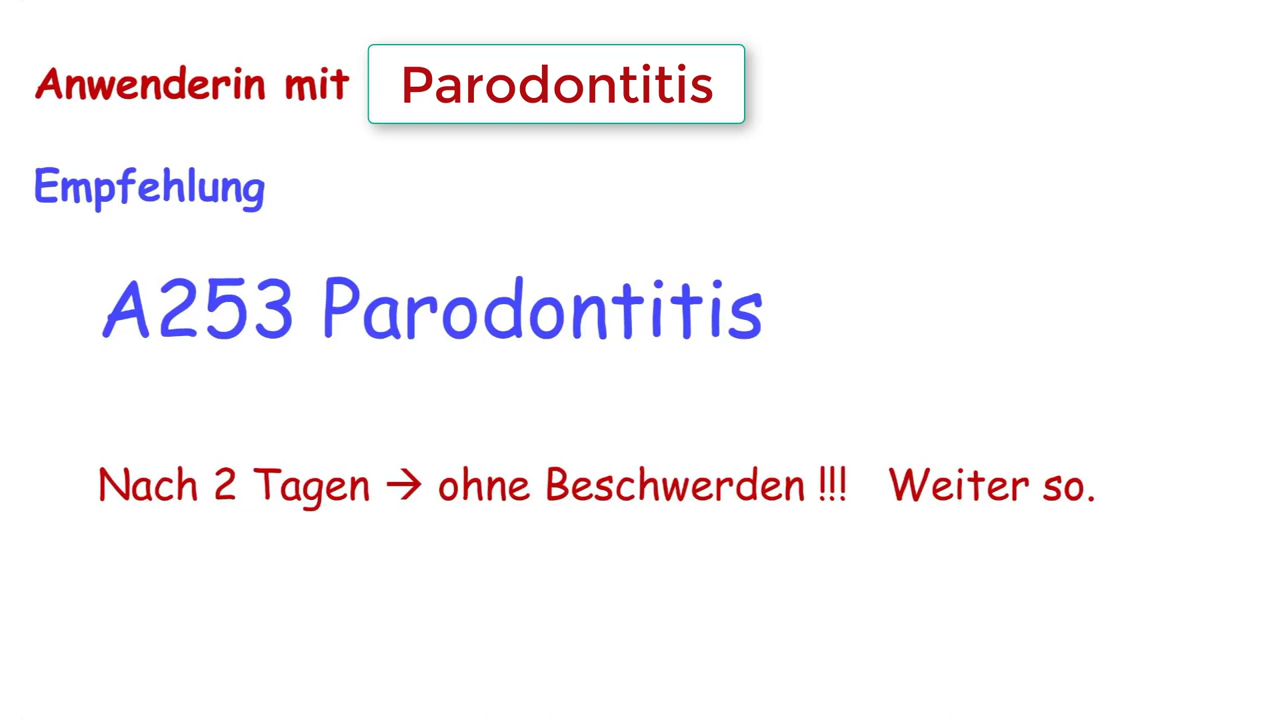 Anwenderin mit Parodontitis
Empfehlung
A253 Parodontitis
Nach 2 Tagen → ohne Beschwerden !!! Weiter so.